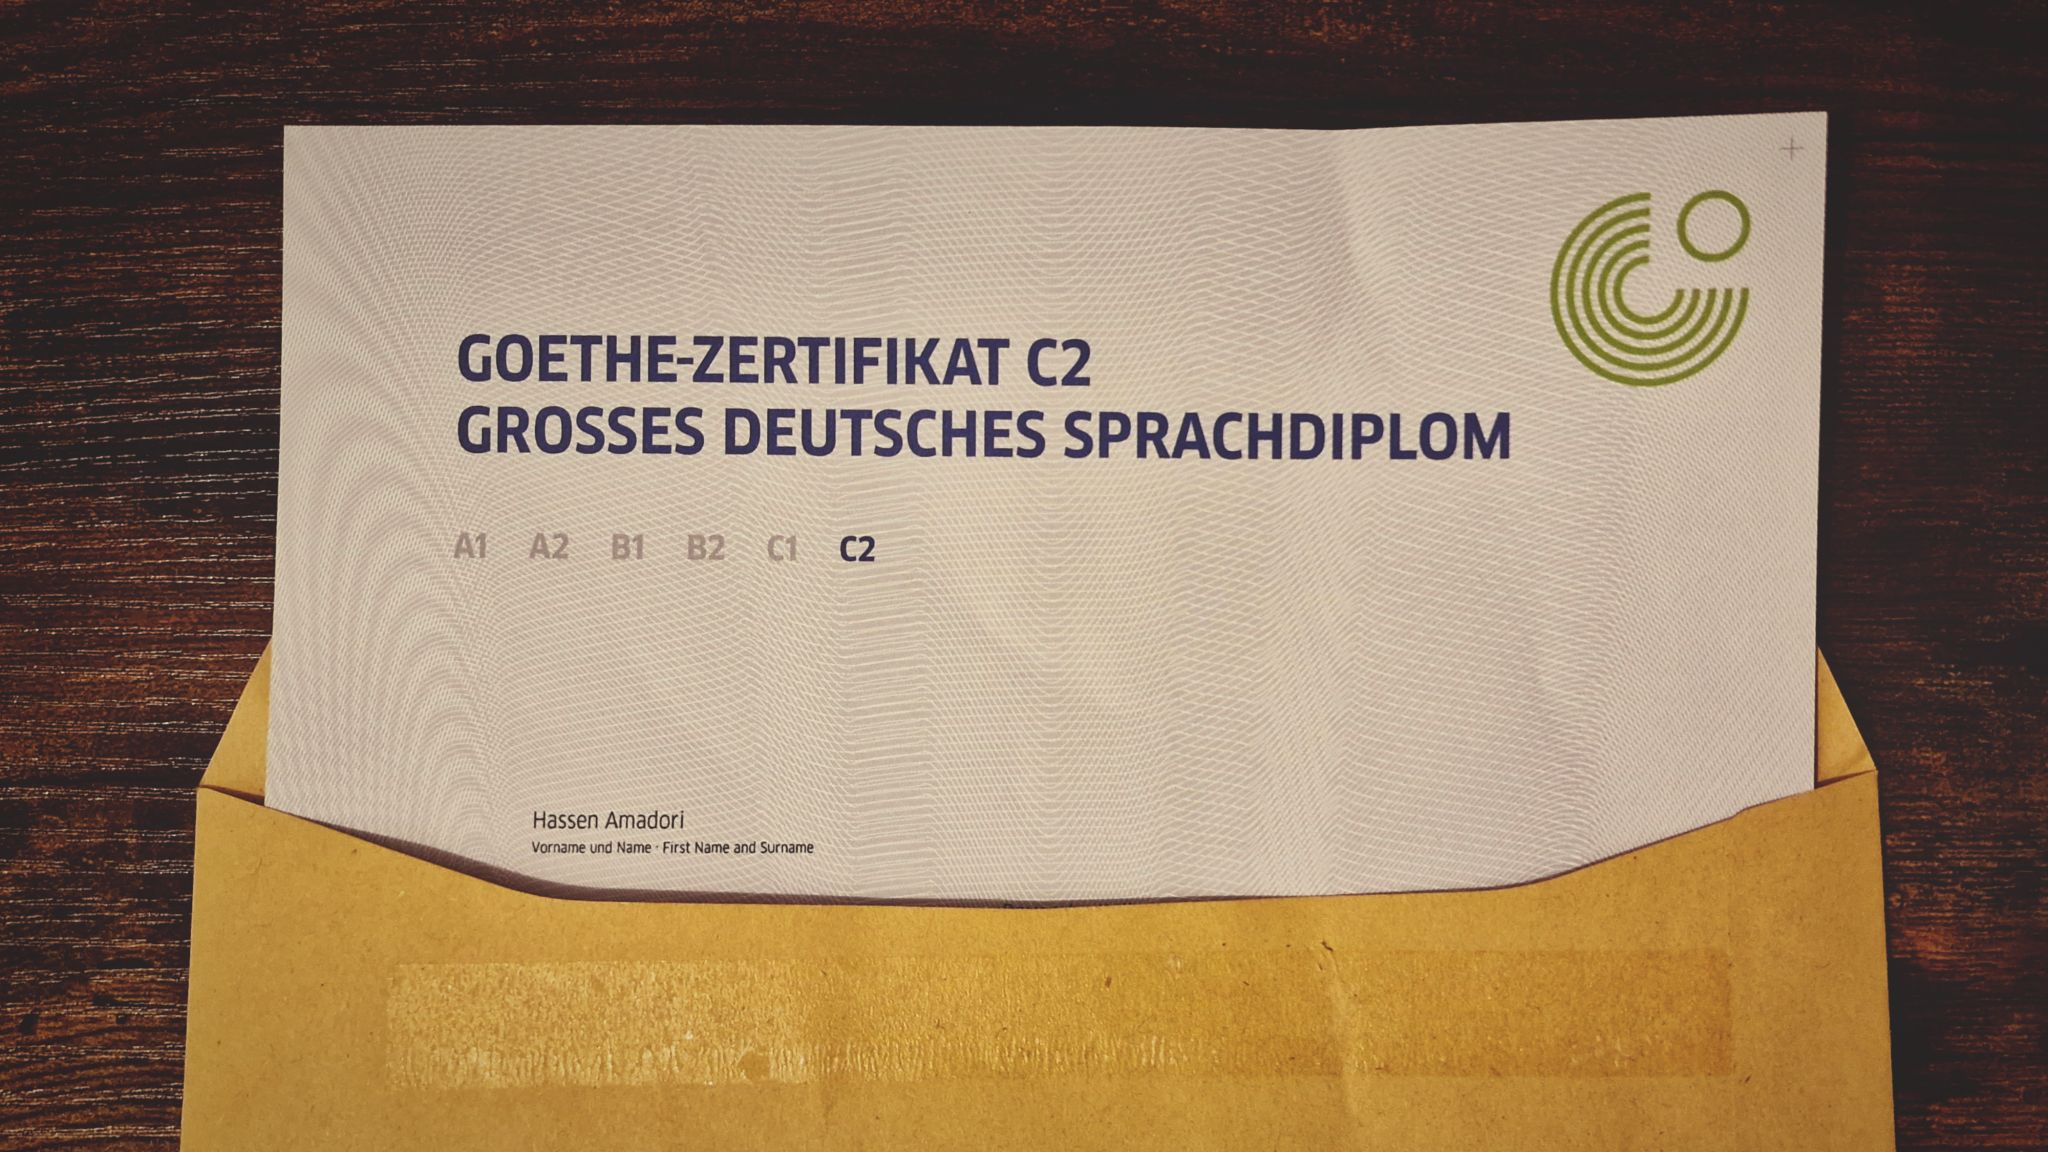 GOETHE-ZERTIFIKAT C2
GROSSES DEUTSCHES SPRACHDIPLOM
A1 A2 B1 B2 C1 C2
Hassen Amadori
Vorname und Name · First Name and Surname